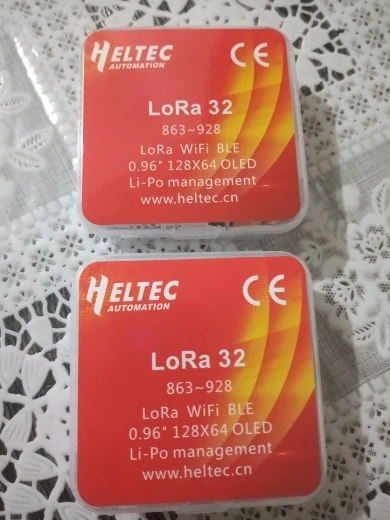 HELTEC CE
AUTOMATION
LoRa 32
863~928
LoRa WiFi BLE
0.96" 128X64 OLED
Li-Po management
www.heltec.cn
HELTEC CE
AUTOMATION
LoRa 32
863~928
LoRa WiFi BLE
0.96" 128X64 OLED
Li-Po management
www.heltec.cn